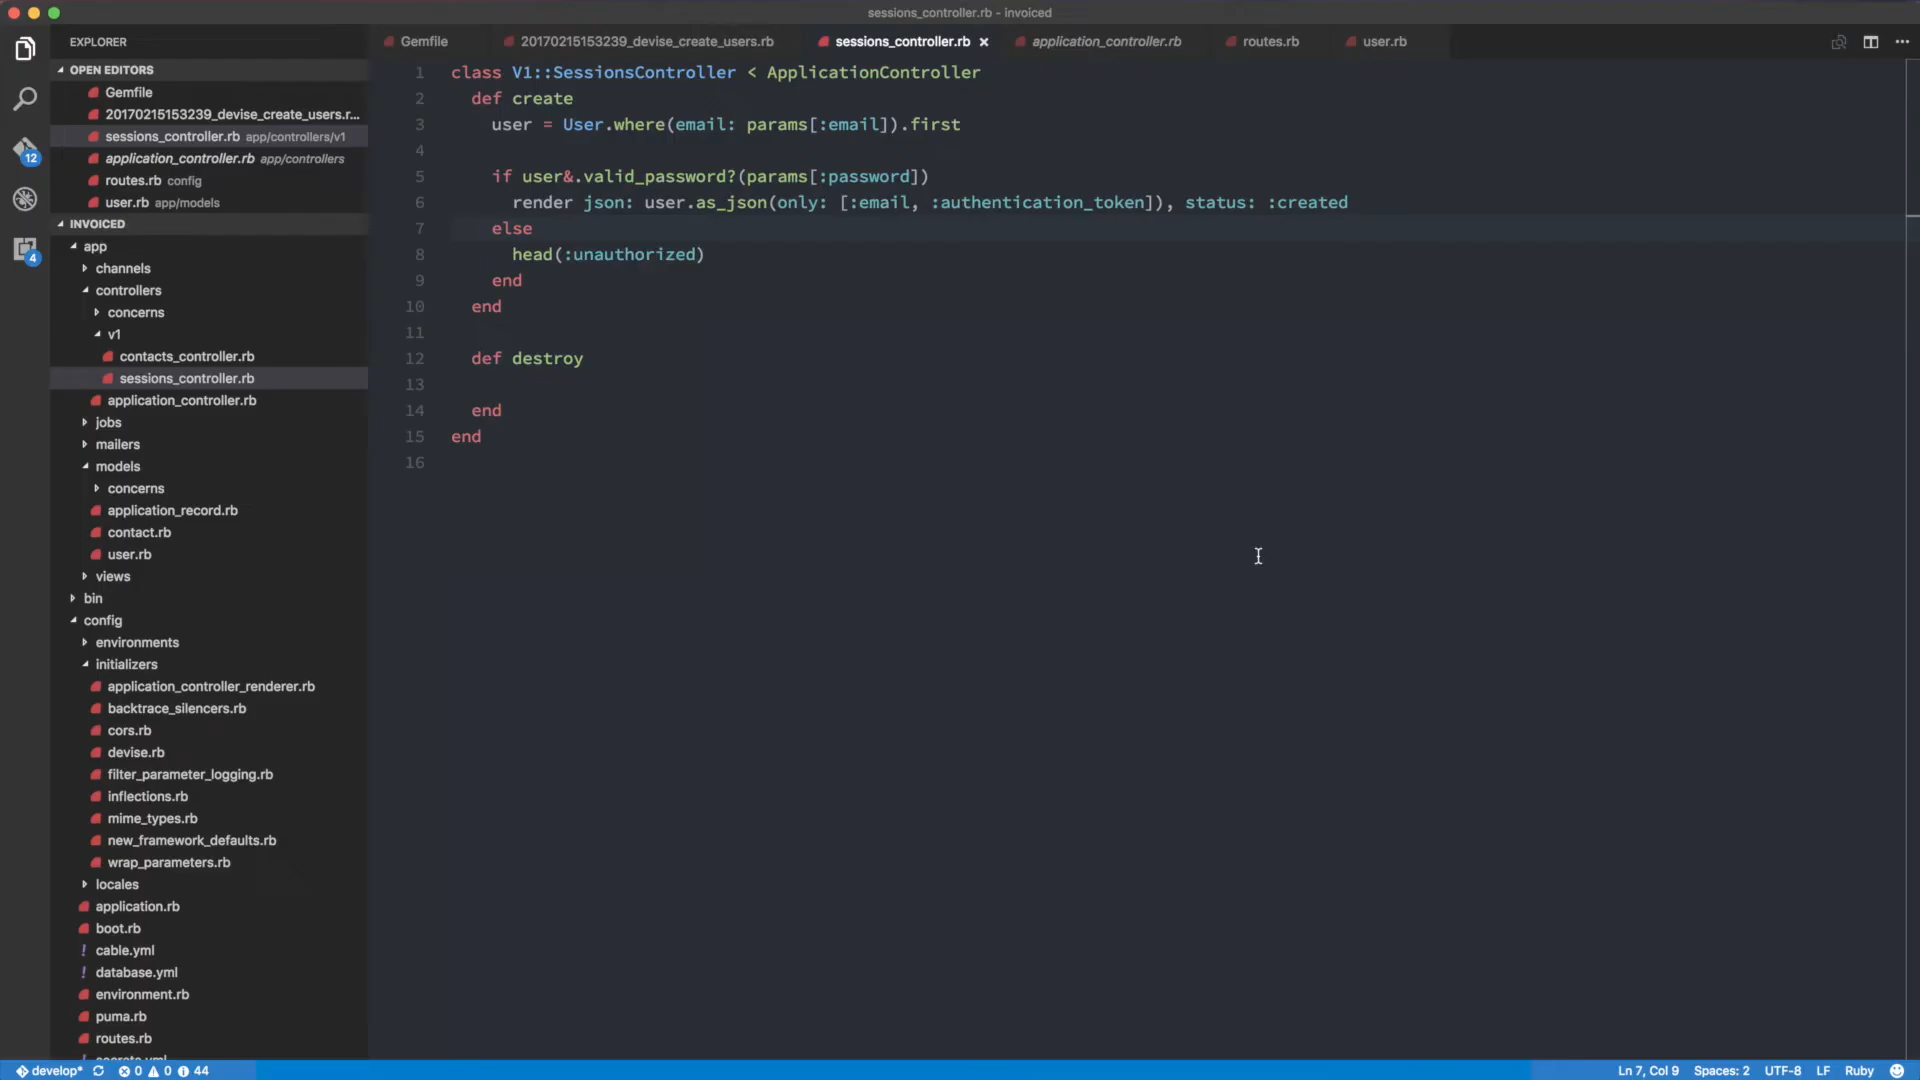 sessions_controller.rb - invoiced
EXPLORER
OPEN EDITORS
Gemfile
20170215153239_devise_create_users.r...
sessions_controller.rb app/controllers/v1
application_controller.rb app/controllers
routes.rb config
user.rb app/models
INVOICED
app
channels
controllers
concerns
v1
contacts_controller.rb
sessions_controller.rb
application_controller.rb
jobs
mailers
models
concerns
application_record.rb
contact.rb
user.rb
views
bin
config
environments
initializers
application_controller_renderer.rb
backtrace_silencers.rb
cors.rb
devise.rb
filter_parameter_logging.rb
inflections.rb
mime_types.rb
new_framework_defaults.rb
wrap_parameters.rb
locales
application.rb
boot.rb
! cable.yml
! database.yml
environment.rb
puma.rb
routes.rb
12
4
Gemfile 20170215153239_devise_create_users.rb sessions_controller.rb × application_controller.rb routes.rb user.rb
1 class V1::SessionsController < ApplicationController
2 def create
3 user = User.where(email: params[:email]).first
4
5 if user&.valid_password?(params[:password])
6 render json: user.as_json(only: [:email, :authentication_token]), status: :created
7 else
8 head(:unauthorized)
9 end
10 end
11
12 def destroy
13
14 end
15 end
16
develop* 0 0 44 Ln 7, Col 9 Spaces: 2 UTF-8 LF Ruby